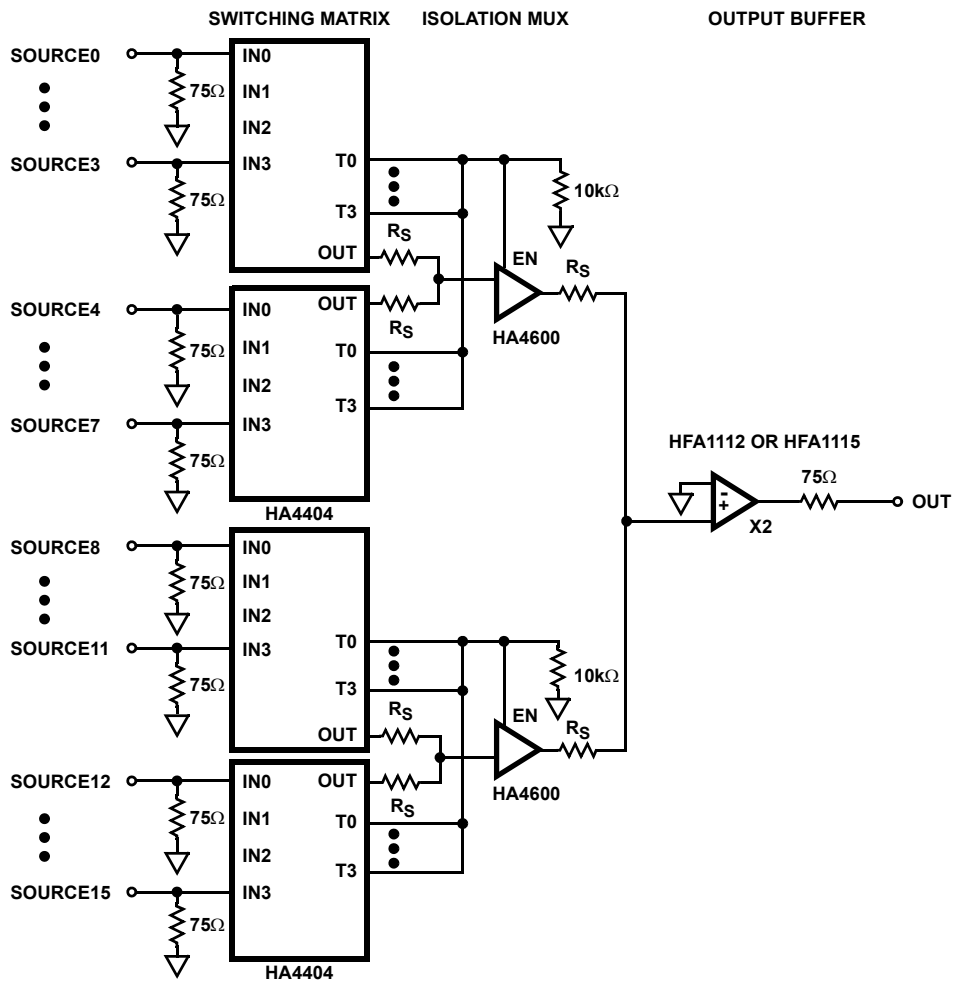 SWITCHING MATRIX ISOLATION MUX OUTPUT BUFFER
SOURCE0
75Ω
IN0
IN1
IN2
SOURCE3
75Ω
IN3
T0
T3
OUT
RS
10kΩ
EN
RS
HA4600
SOURCE4
75Ω
IN0
IN1
IN2
OUT
RS
T0
T3
SOURCE7
75Ω
IN3
HA4404
HFA1112 OR HFA1115
-
+
X2
75Ω
OUT
SOURCE8
75Ω
IN0
IN1
IN2
SOURCE11
75Ω
IN3
T0
T3
OUT
RS
10kΩ
EN
RS
HA4600
SOURCE12
75Ω
IN0
IN1
IN2
OUT
RS
T0
T3
SOURCE15
75Ω
IN3
HA4404